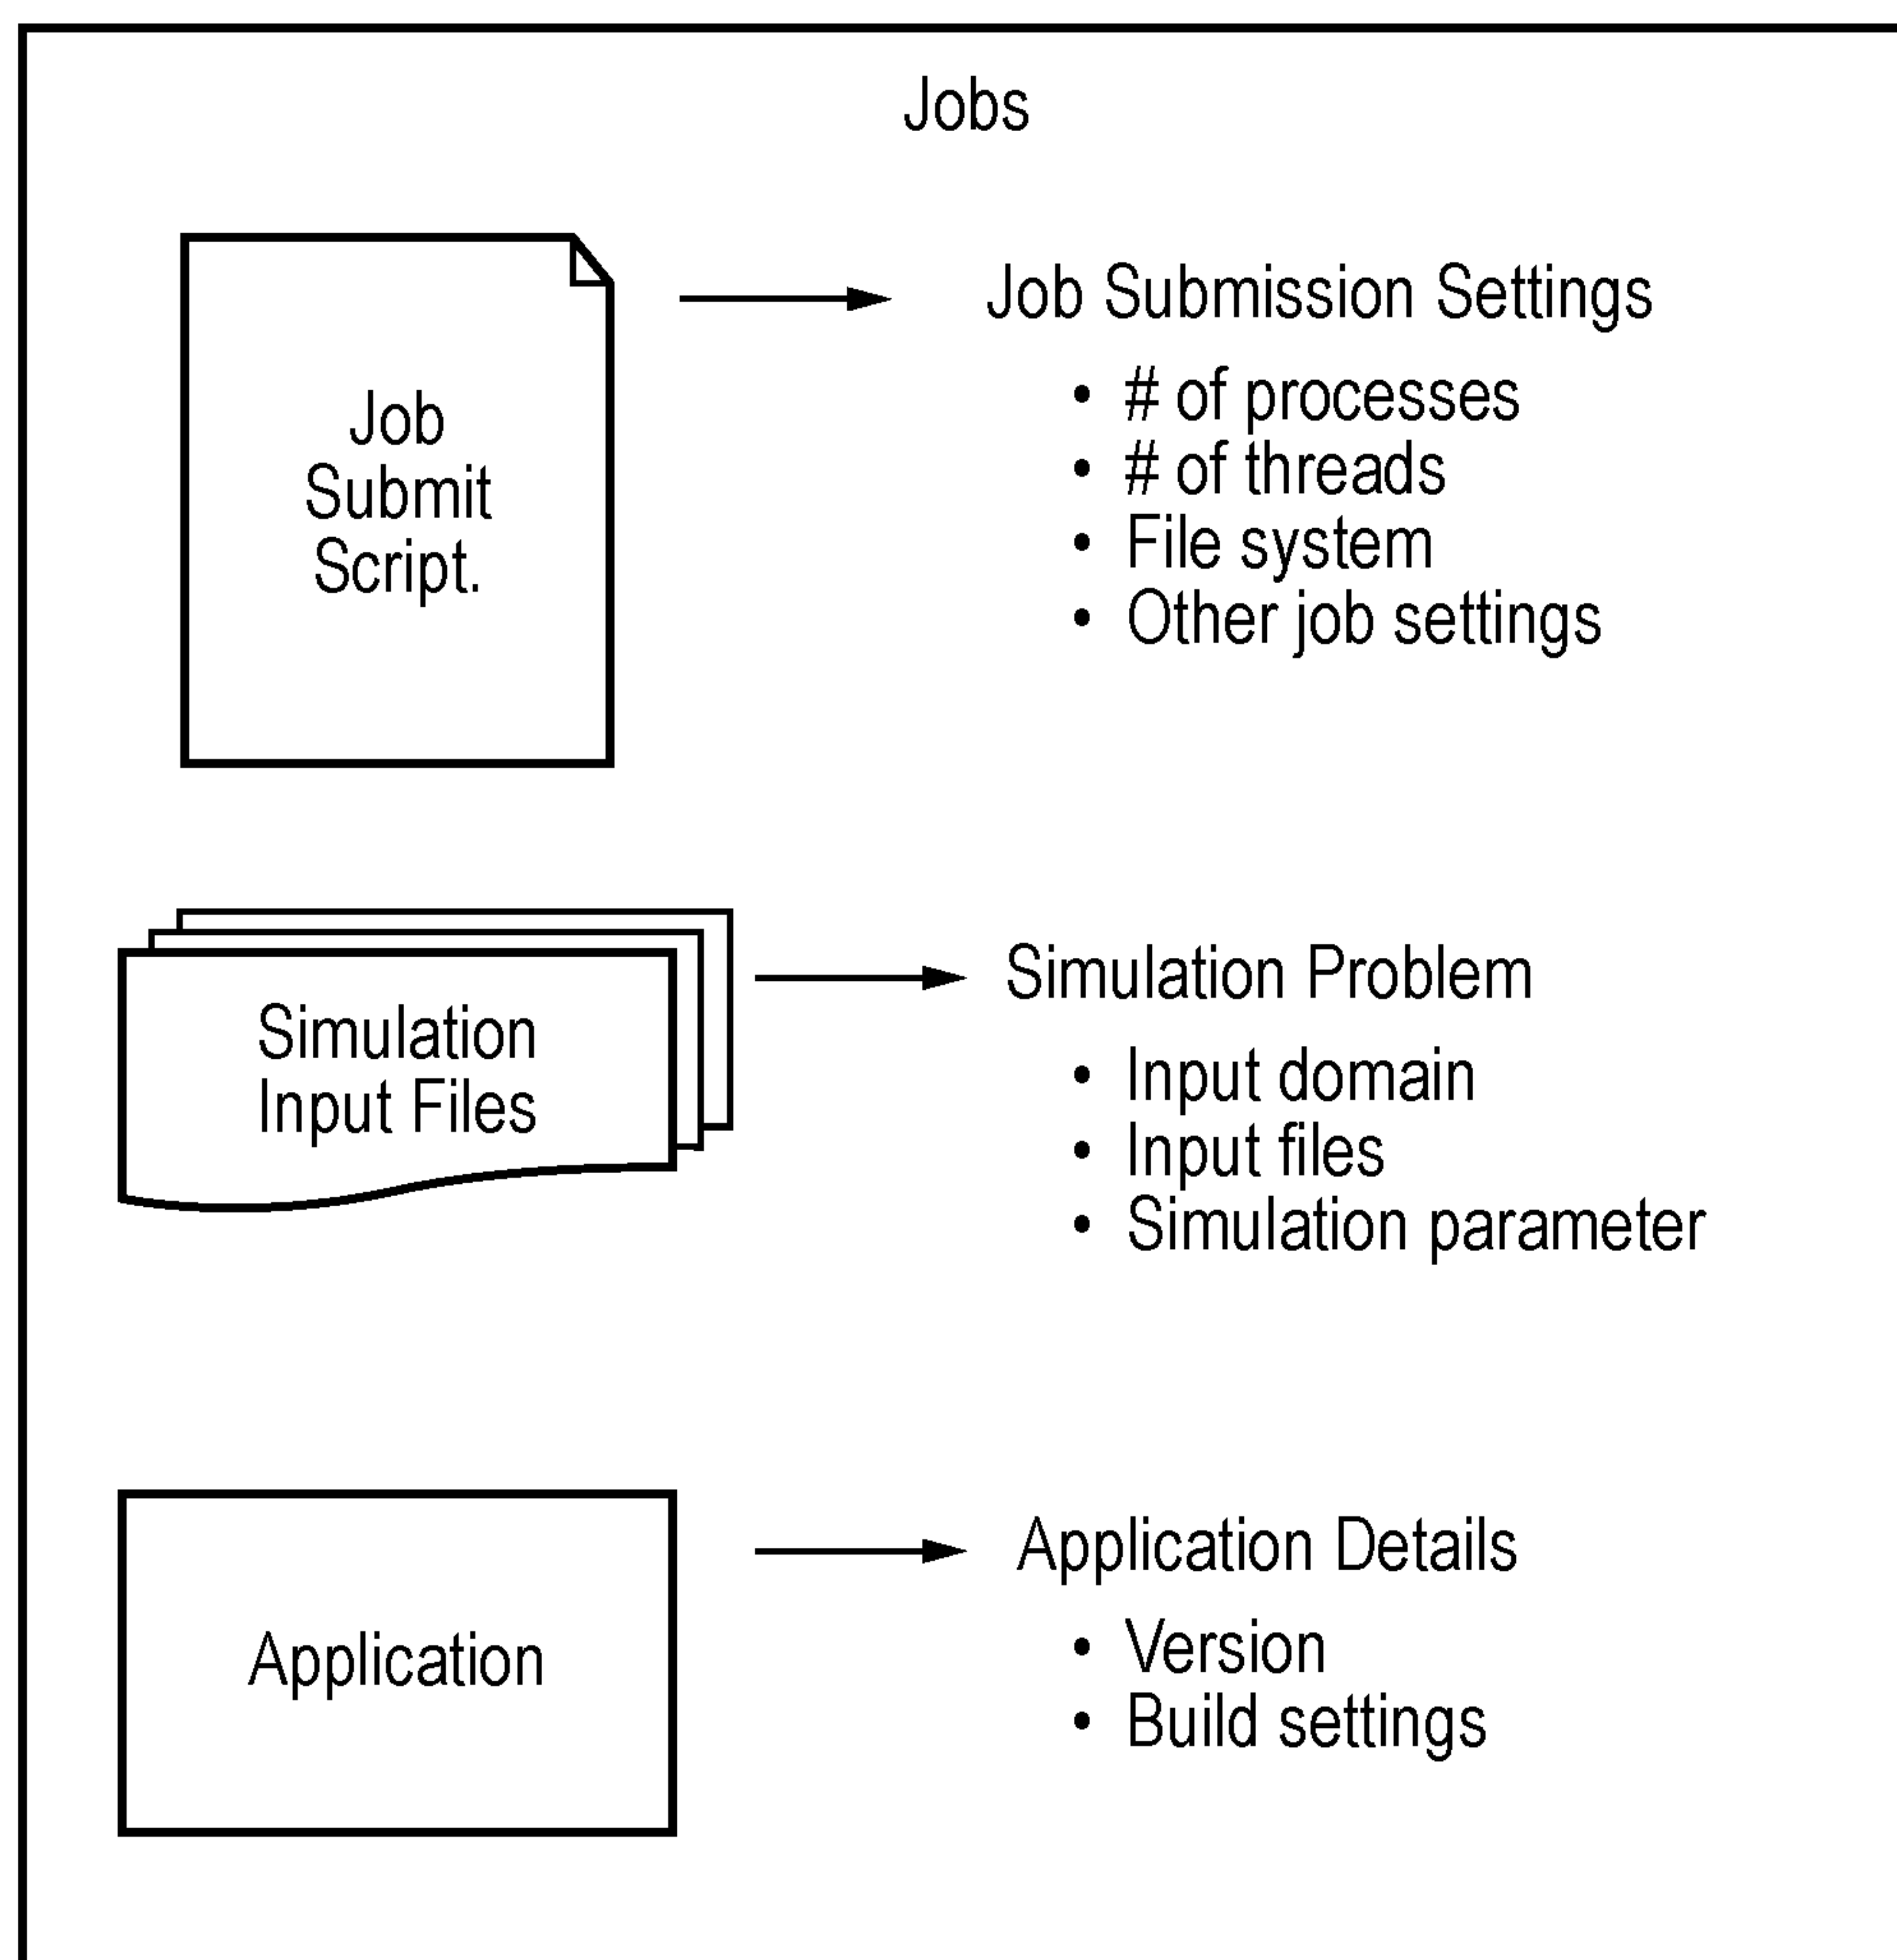 Jobs
Job
Submit
Script.
Job Submission Settings
• # of processes
• # of threads
• File system
• Other job settings
Simulation
Input Files
Simulation Problem
• Input domain
• Input files
• Simulation parameter
Application
Application Details
• Version
• Build settings